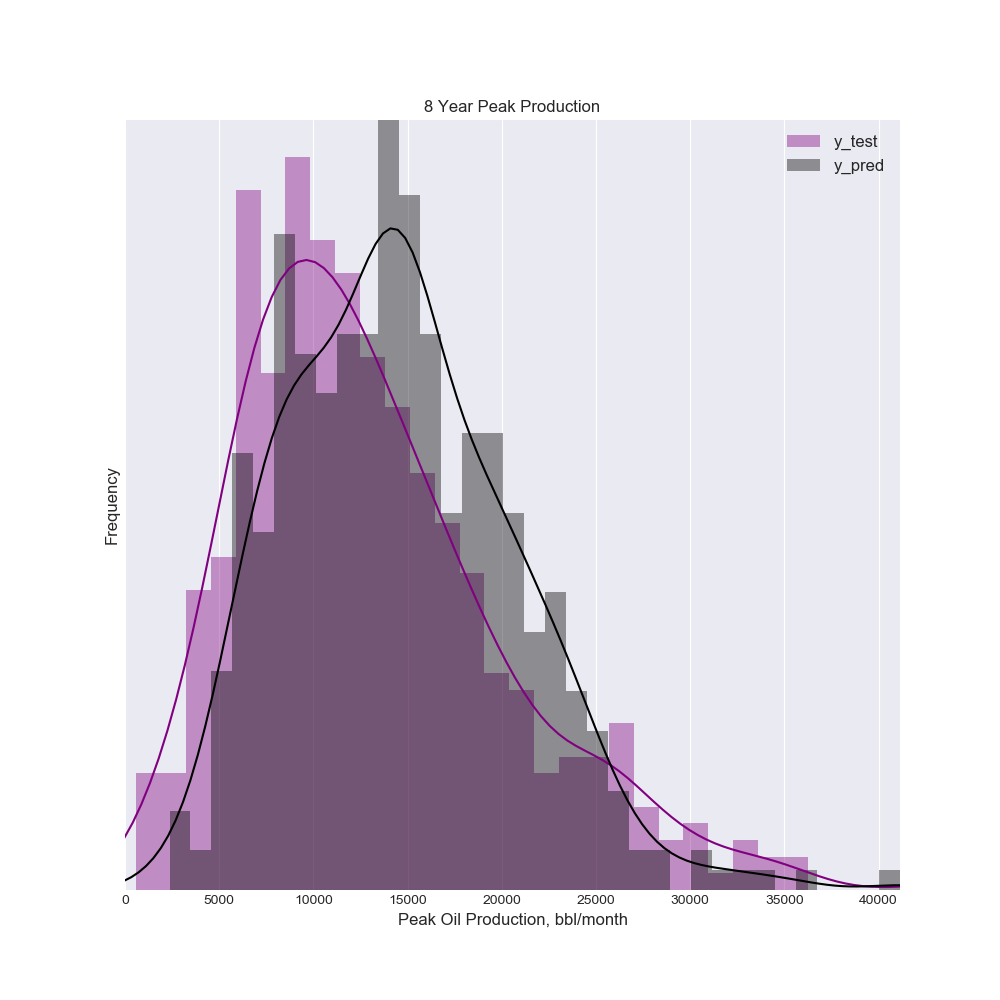 8 Year Peak Production
y_test
y_pred
Frequency
0 5000 10000 15000 20000 25000 30000 35000 40000
Peak Oil Production, bbl/month